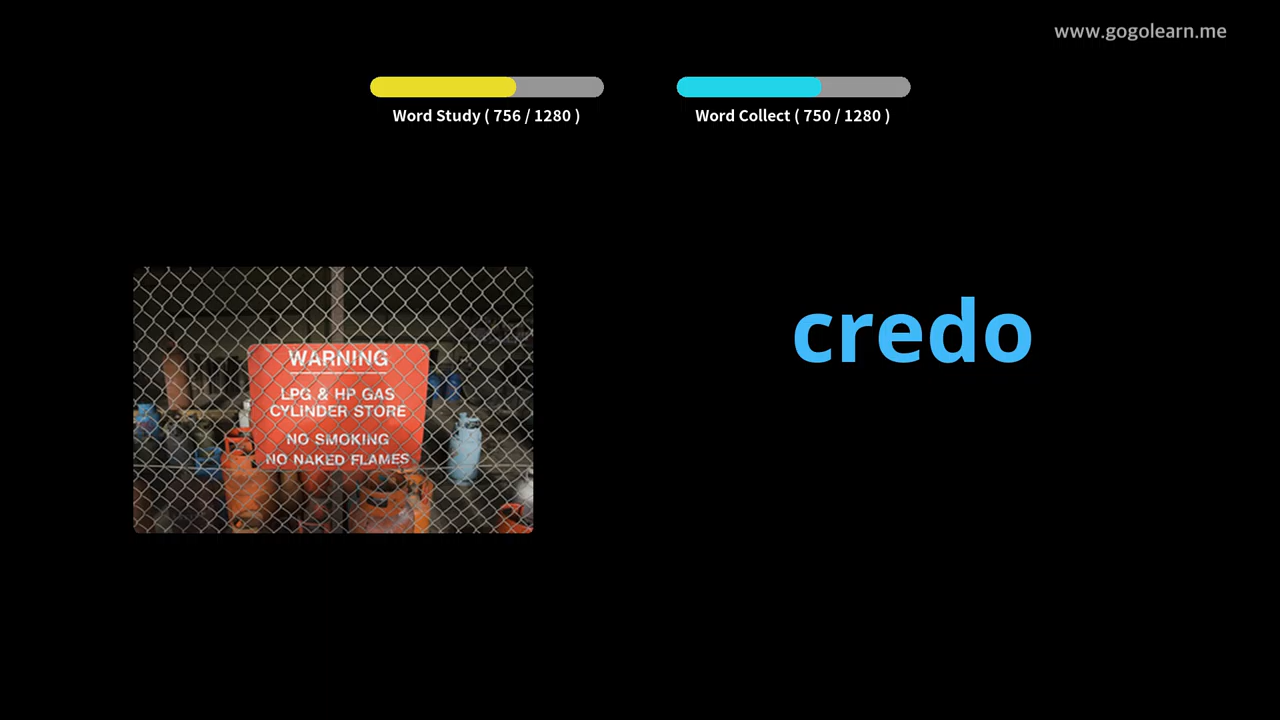 www.gogolearn.me
Word Study ( 756 / 1280 )
Word Collect ( 750 / 1280 )
WARNING
LPG & HP GAS
CYLINDER STORE
NO SMOKING
NO NAKED FLAMES
credo